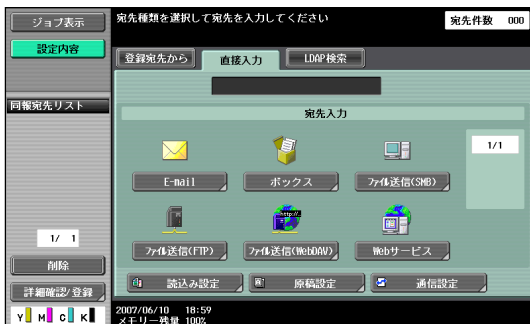 ジョブ表示
宛先種類を選択して宛先を入力してください
宛先件数 000
設定内容
登録宛先から
直接入力
LDAP検索
同報宛先リスト
宛先入力
1/1
E-mail
ボックス
ファイル送信(SMB)
ファイル送信(FTP)
ファイル送信(WebDAV)
Webサービス
1/ 1
削除
読込み設定
原稿設定
通信設定
詳細確認/登録
Y M C K
2007/06/10 18:59
メモリー残量 100%